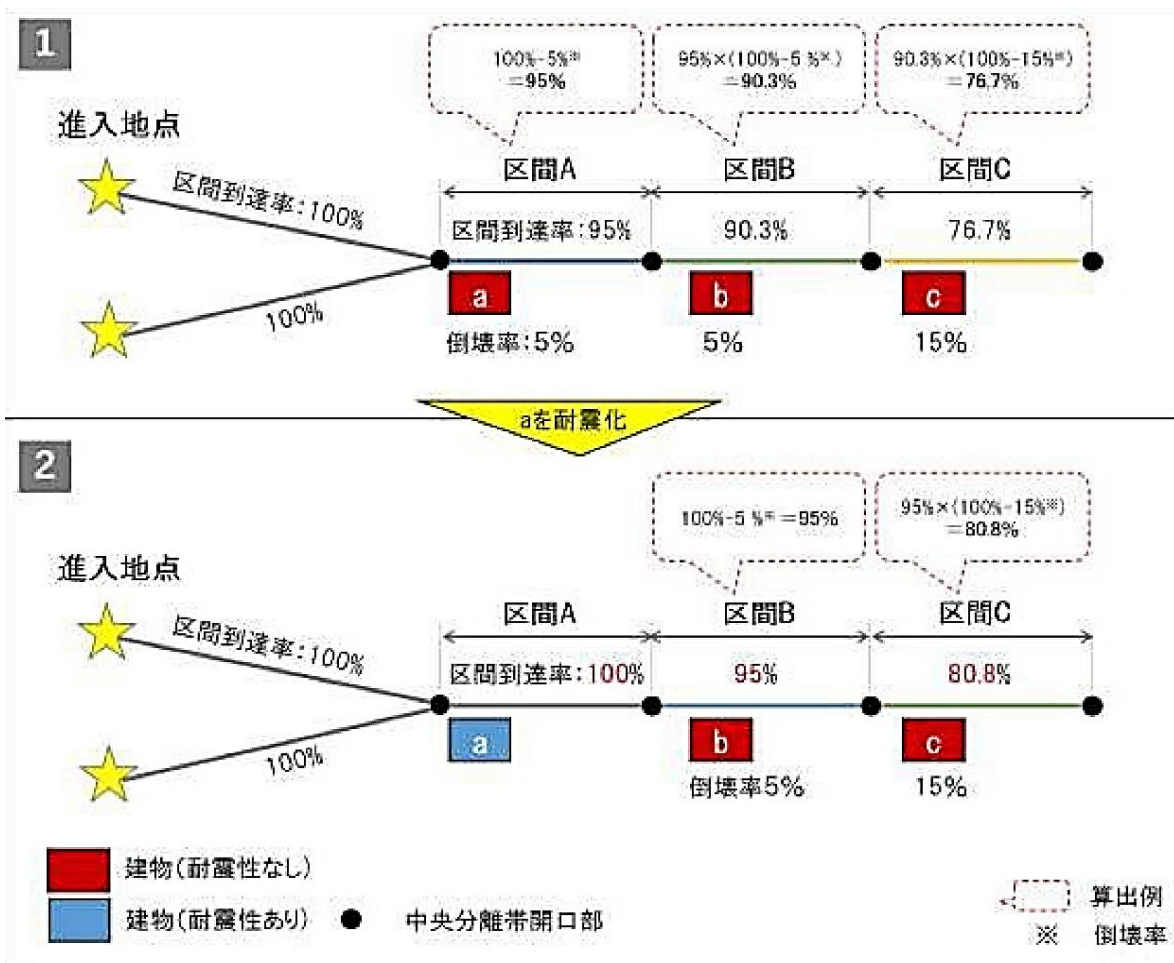 1
100%-5%※
=95%
95%×(100%-5%※)
=90.3%
90.3%×(100%-15%※)
=76.7%
進入地点
区間A
区間B
区間C
区間到達率:100%
区間到達率:95%
90.3%
76.7%
100%
a
b
c
倒壊率:5%
5%
15%
aを耐震化
2
100%-5%※=95%
95%×(100%-15%※)
=80.8%
進入地点
区間A
区間B
区間C
区間到達率:100%
区間到達率:100%
95%
80.8%
100%
a
b
c
倒壊率5%
15%
建物(耐震性なし)
建物(耐震性あり)
中央分離帯開口部
算出例
※ 倒壊率